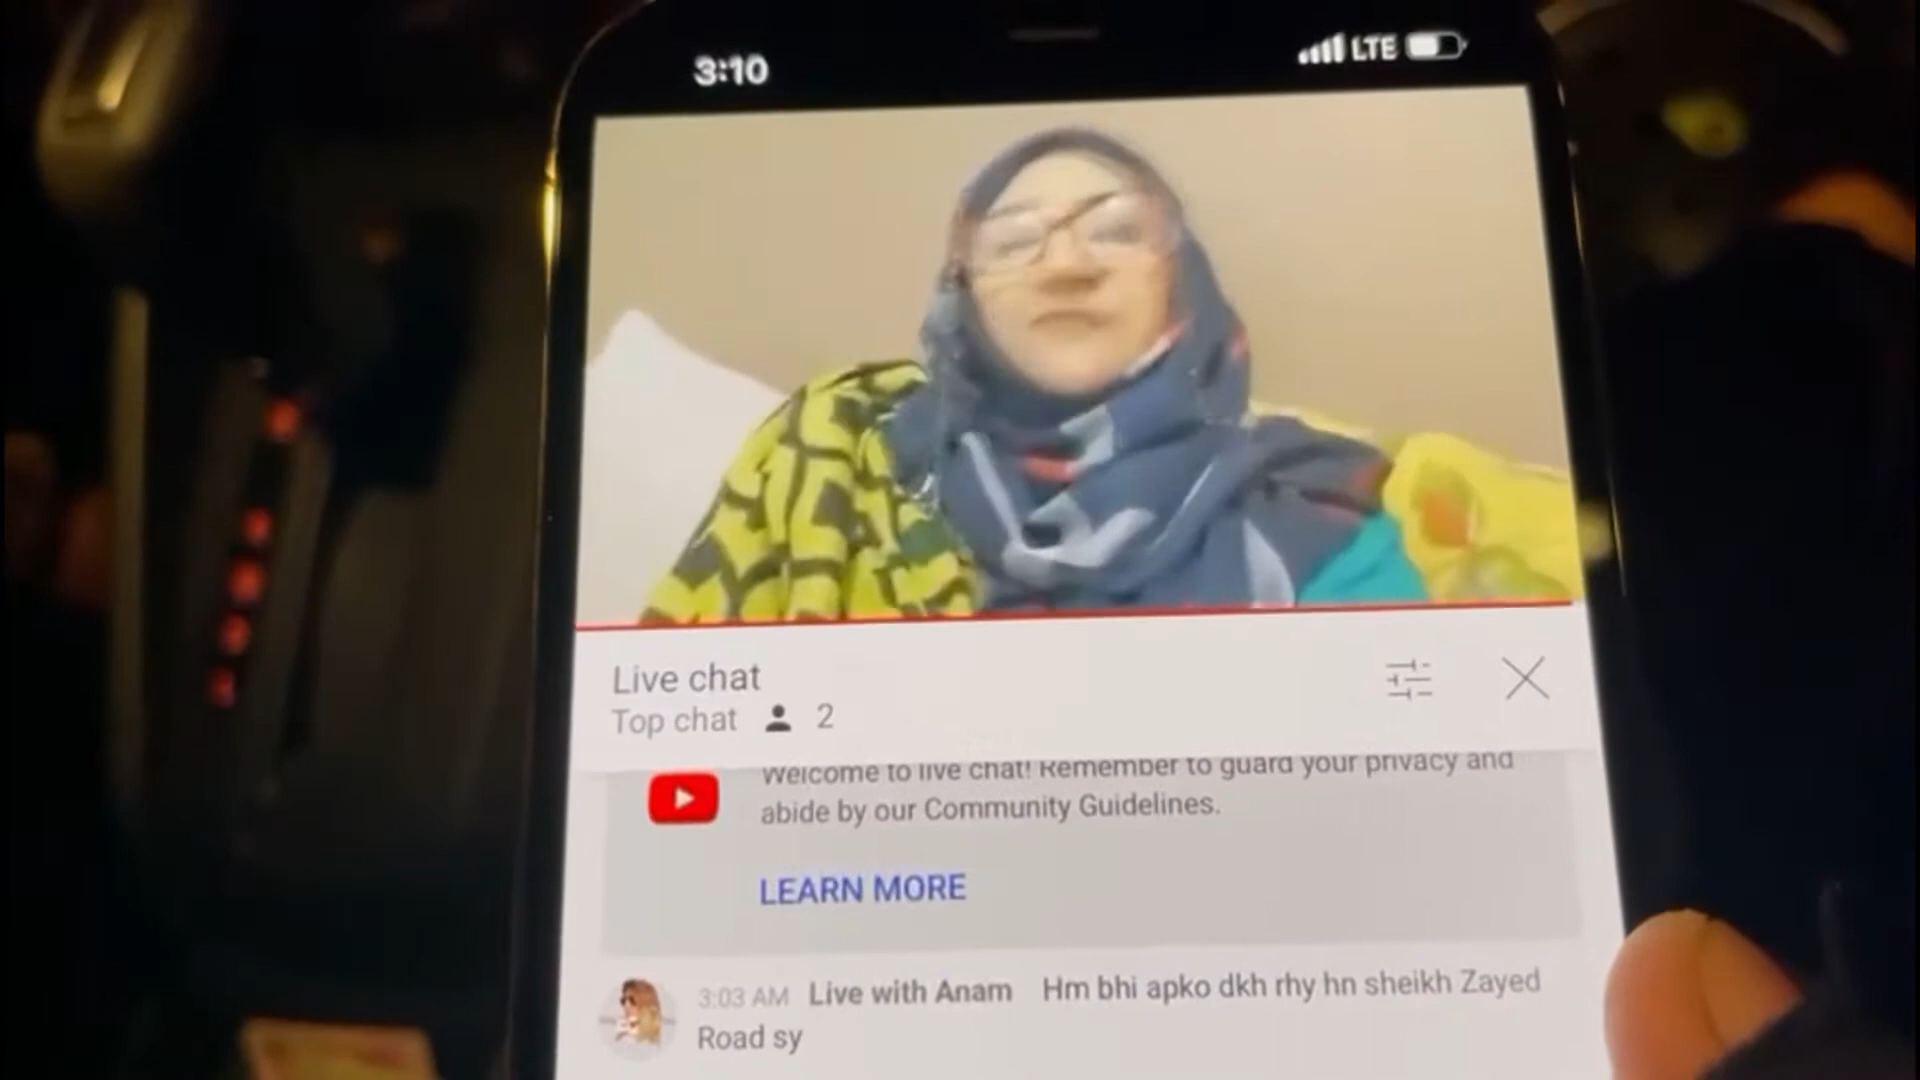 3:10
LTE
Live chat
Top chat 2
Welcome to live chat! Remember to guard your privacy and
abide by our Community Guidelines.
LEARN MORE
3:03 AM Live with Anam Hm bhi apko dkh rhy hn sheikh Zayed
Road sy